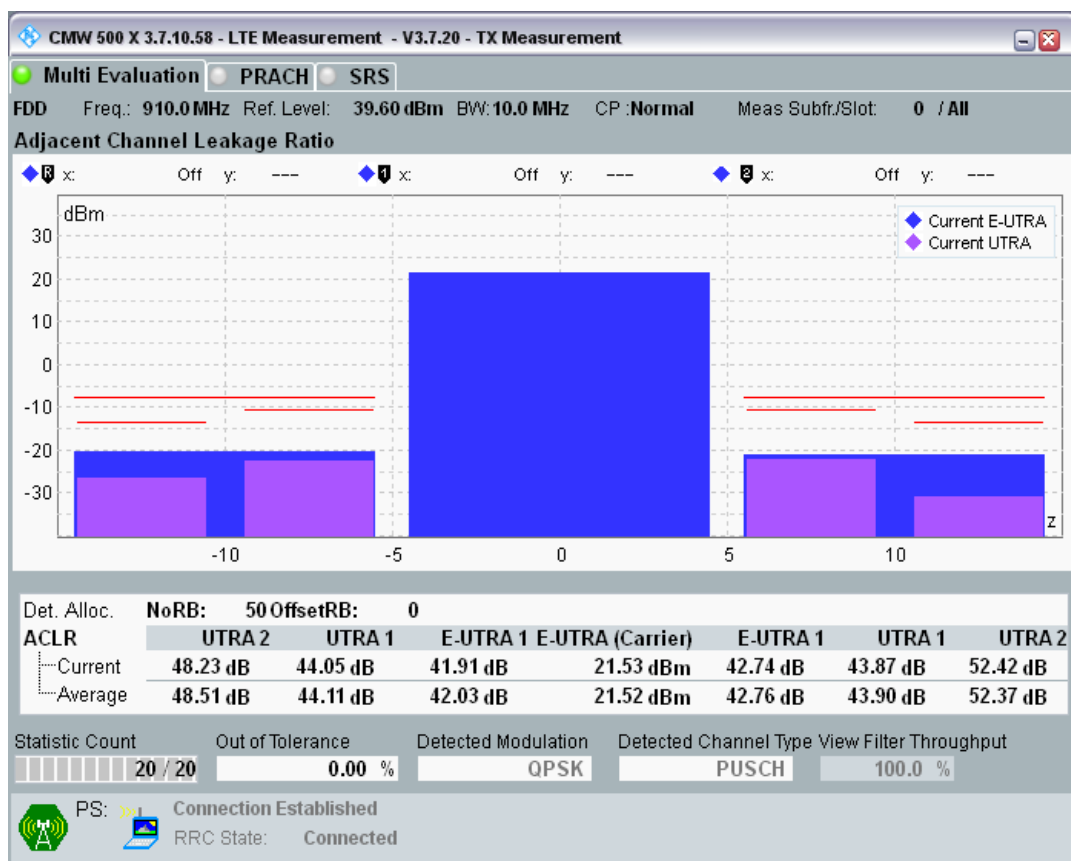 CMW 500 X 3.7.10.58 - LTE Measurement - V3.7.20 - TX Measurement
Multi Evaluation PRACH SRS
FDD Freq.: 910.0 MHz Ref. Level: 39.60 dBm BW: 10.0 MHz CP :Normal Meas Subfr./Slot: 0 / All
Adjacent Channel Leakage Ratio
R x: Off y: --- 1 x: Off y: --- 2 x: Off y: ---
dBm
Current E-UTRA
Current UTRA
30
20
10
0
-10
-20
-30
z
-10 -5 0 5 10
Det. Alloc. NoRB: 50 OffsetRB: 0
ACLR UTRA 2 UTRA 1 E-UTRA 1 E-UTRA (Carrier) E-UTRA 1 UTRA 1 UTRA 2
Current 48.23 dB 44.05 dB 41.91 dB 21.53 dBm 42.74 dB 43.87 dB 52.42 dB
Average 48.51 dB 44.11 dB 42.03 dB 21.52 dBm 42.76 dB 43.90 dB 52.37 dB
Statistic Count Out of Tolerance Detected Modulation Detected Channel Type View Filter Throughput
20 / 20 0.00 % QPSK PUSCH 100.0 %
PS: Connection Established
RRC State: Connected